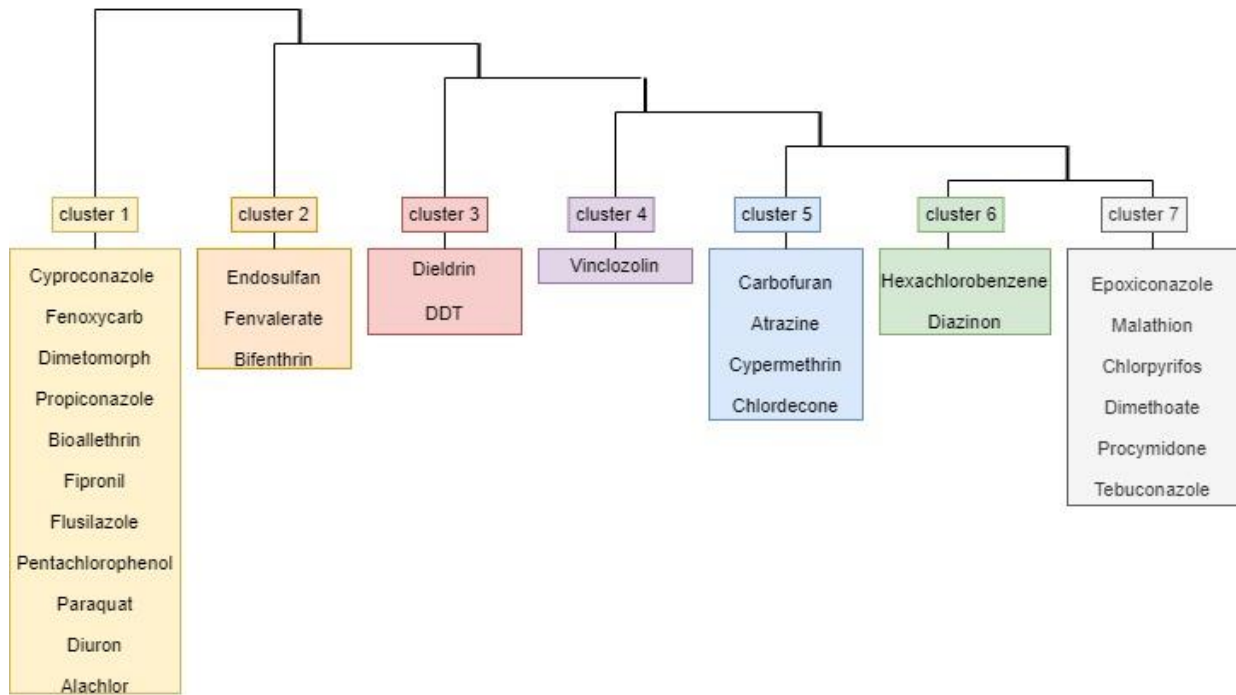 cluster 1
cluster 2
cluster 3
cluster 4
cluster 5
cluster 6
cluster 7
Cyproconazole
Fenoxycarb
Dimetomorph
Propiconazole
Bioallethrin
Fipronil
Flusilazole
Pentachlorophenol
Paraquat
Diuron
Alachlor
Endosulfan
Fenvalerate
Bifenthrin
Dieldrin
DDT
Vinclozolin
Carbofuran
Atrazine
Cypermethrin
Chlordecone
Hexachlorobenzene
Diazinon
Epoxiconazole
Malathion
Chlorpyrifos
Dimethoate
Procymidone
Tebuconazole